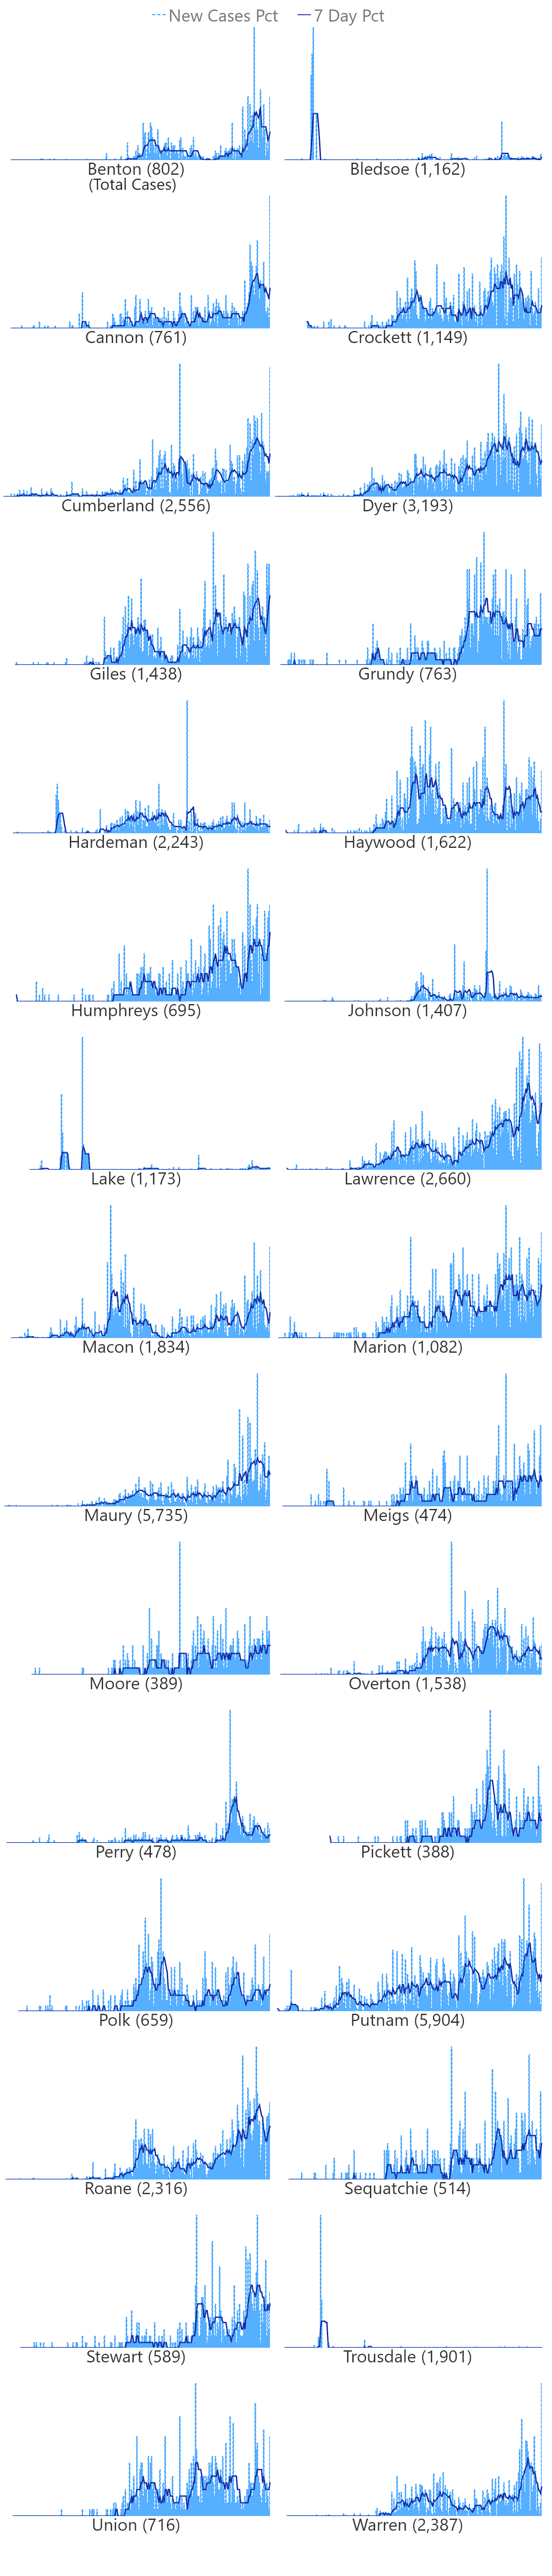 New Cases Pct 7 Day Pct
Benton (802) Bledsoe (1,162)
(Total Cases)
Cannon (761) Crockett (1,149)
Cumberland (2,556) Dyer (3,193)
Giles (1,438) Grundy (763)
Hardeman (2,243) Haywood (1,622)
Humphreys (695) Johnson (1,407)
Lake (1,173) Lawrence (2,660)
Macon (1,834) Marion (1,082)
Maury (5,735) Meigs (474)
Moore (389) Overton (1,538)
Perry (478) Pickett (388)
Polk (659) Putnam (5,904)
Roane (2,316) Sequatchie (514)
Stewart (589) Trousdale (1,901)
Union (716) Warren (2,387)